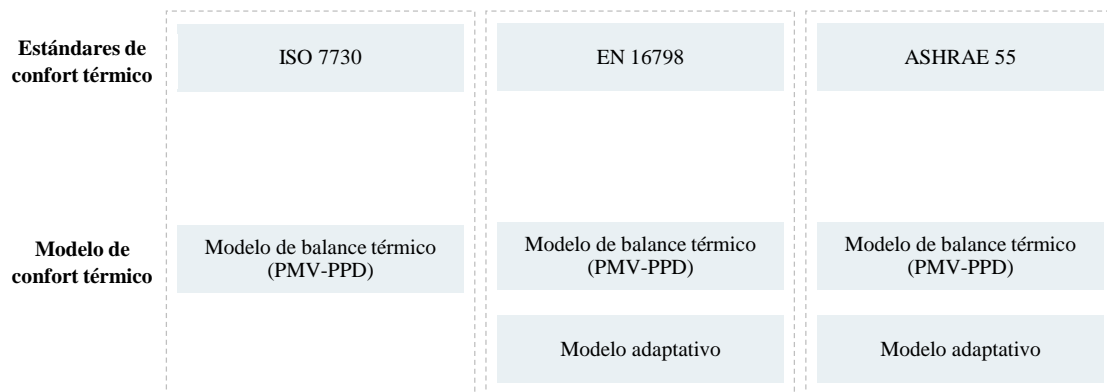 Estándares de
confort térmico
ISO 7730
EN 16798
ASHRAE 55
Modelo de
confort térmico
Modelo de balance térmico
(PMV-PPD)
Modelo de balance térmico
(PMV-PPD)
Modelo de balance térmico
(PMV-PPD)
Modelo adaptativo
Modelo adaptativo